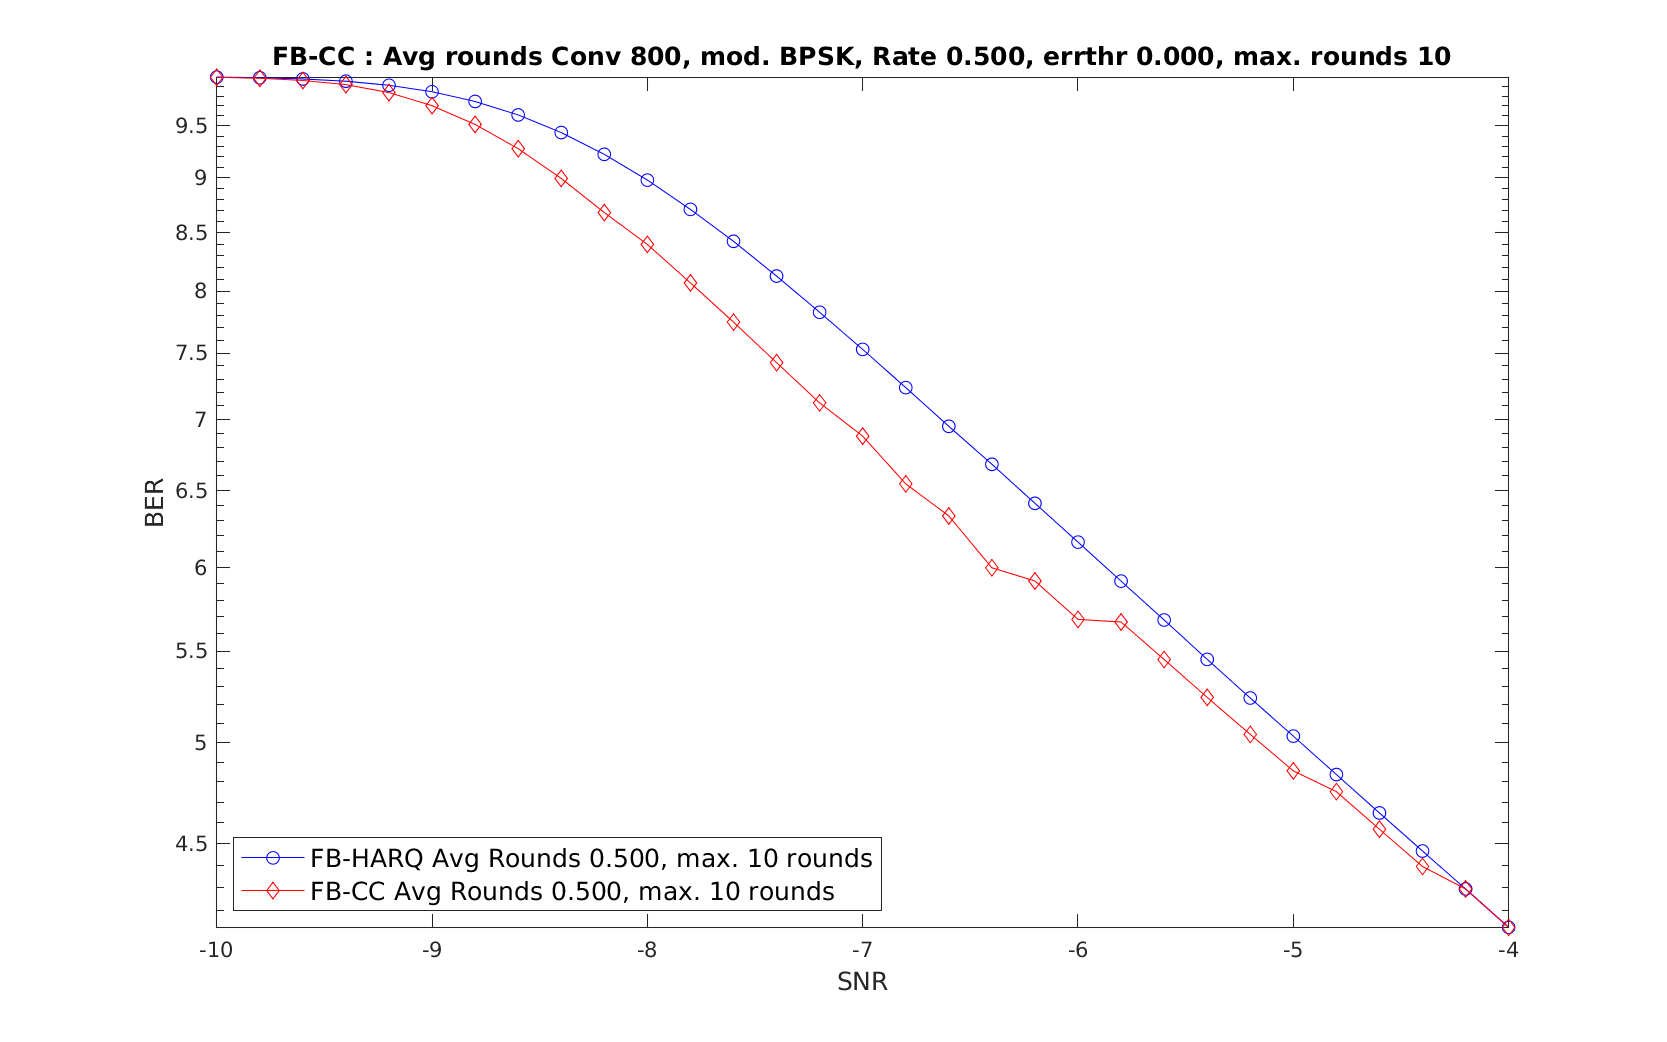 FB-CC : Avg rounds Conv 800, mod. BPSK, Rate 0.500, errthr 0.000, max. rounds 10
9.5
9
8.5
8
7.5
7
6.5
6
5.5
5
4.5
BER
FB-HARQ Avg Rounds 0.500, max. 10 rounds
FB-CC Avg Rounds 0.500, max. 10 rounds
-10 -9 -8 -7 -6 -5 -4
SNR